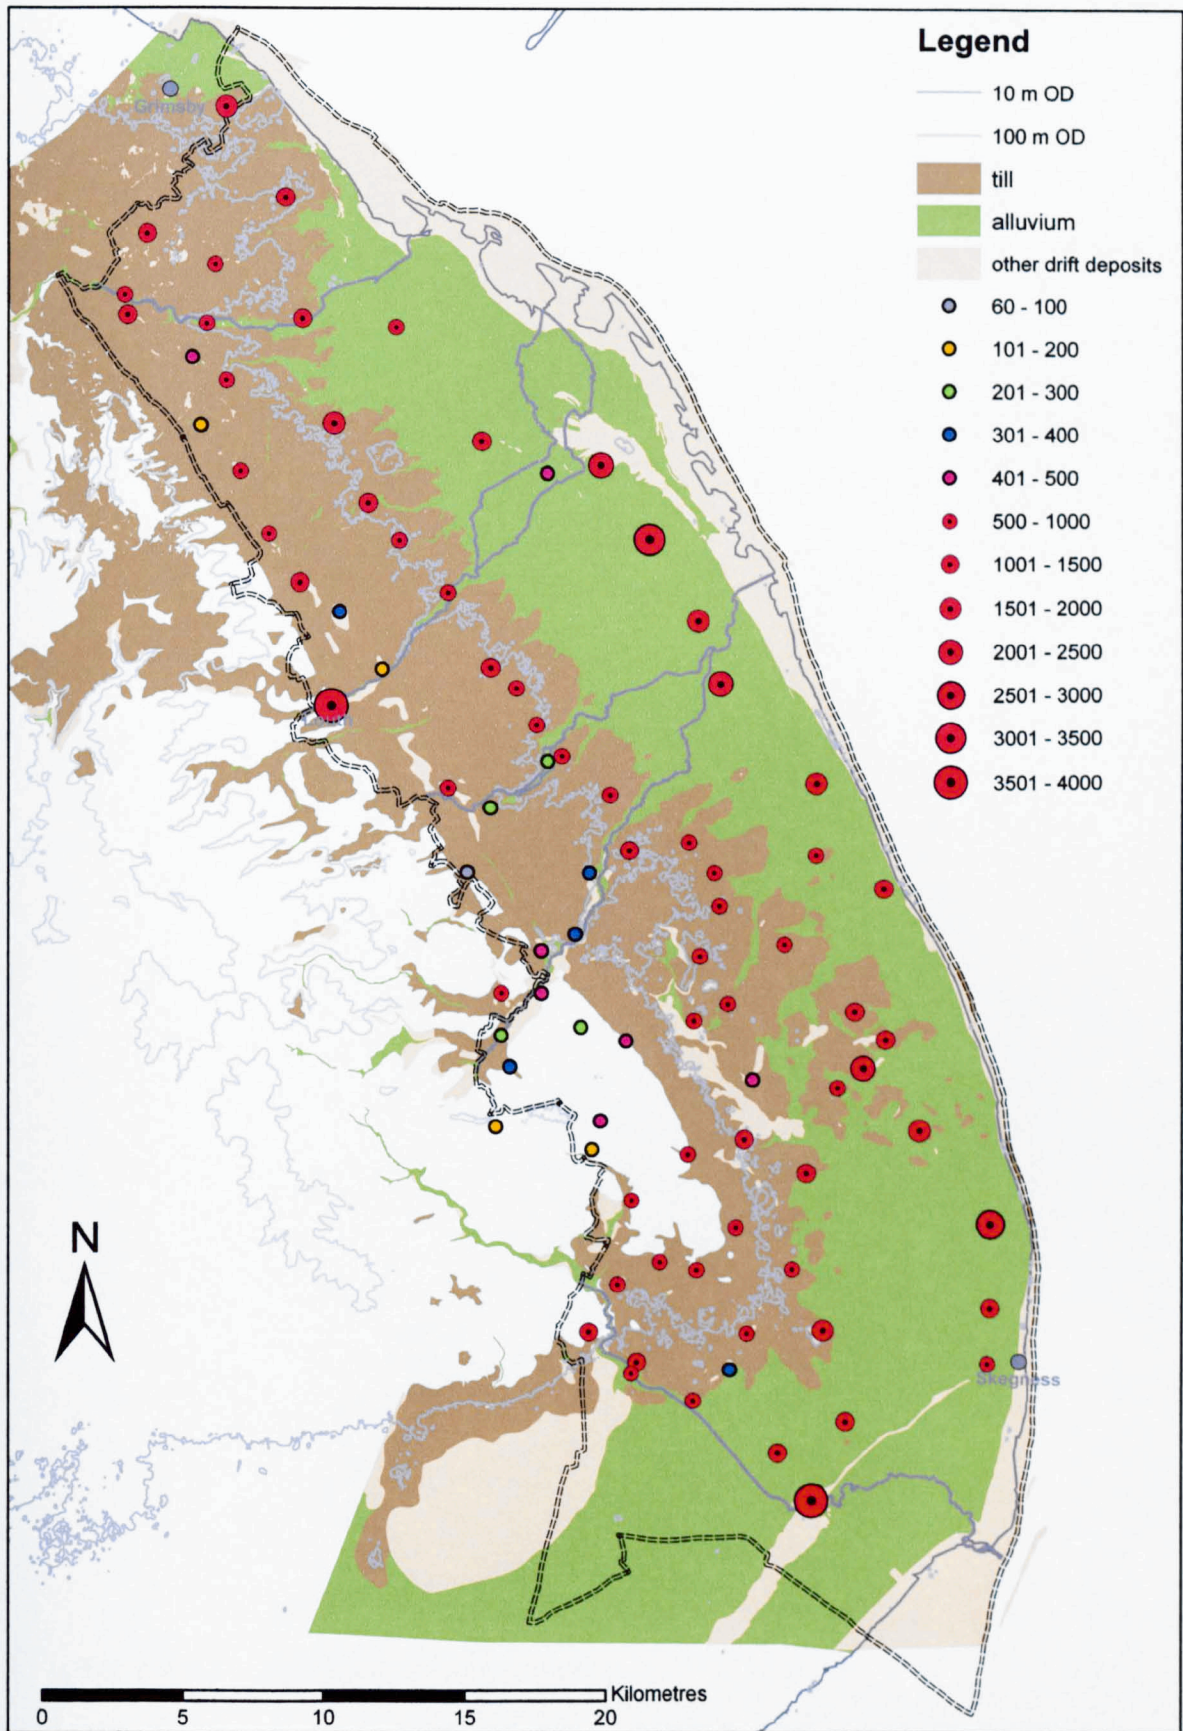 Legend
10 m OD
100 m OD
till
alluvium
other drift deposits
60 - 100
101 - 200
201 - 300
301 - 400
401 - 500
500 - 1000
1001 - 1500
1501 - 2000
2001 - 2500
2501 - 3000
3001 - 3500
3501 - 4000
Grimsby
Skegness
N
Kilometres
0 5 10 15 20